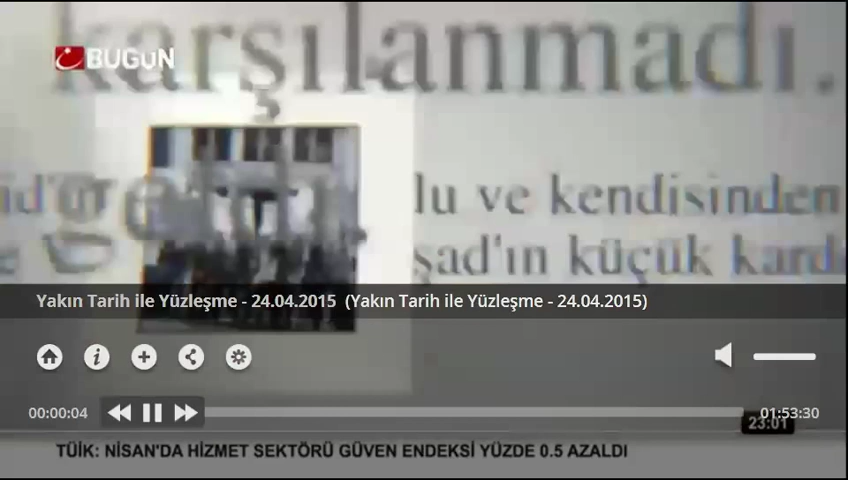 karşılanmadı.
BUGÜN
lu ve kendisinden
şad'ın küçük kard
Yakın Tarih ile Yüzleşme - 24.04.2015 (Yakın Tarih ile Yüzleşme - 24.04.2015)
00:00:04
01:53:30
23:01
TÜİK: NİSAN'DA HİZMET SEKTÖRÜ GÜVEN ENDEKSİ YÜZDE 0.5 AZALDI